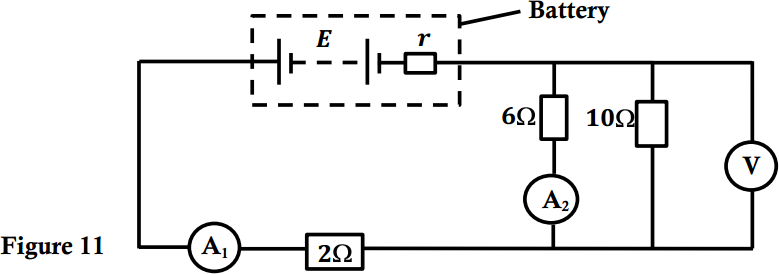 Battery
E
r
6Ω
10Ω
V
A₂
Figure 11
A₁
2Ω